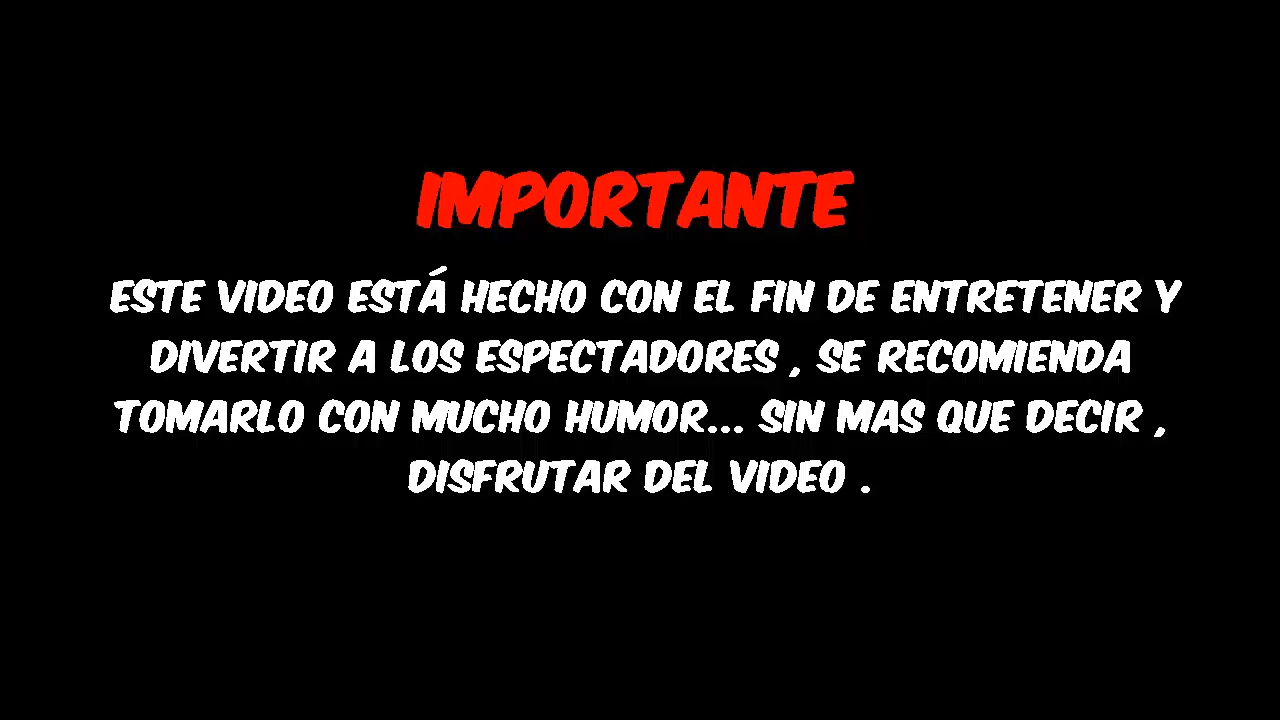 IMPORTANTE
ESTE VIDEO ESTÁ HECHO CON EL FIN DE ENTRETENER Y
DIVERTIR A LOS ESPECTADORES , SE RECOMIENDA
TOMARLO CON MUCHO HUMOR... SIN MAS QUE DECIR ,
DISFRUTAR DEL VIDEO .